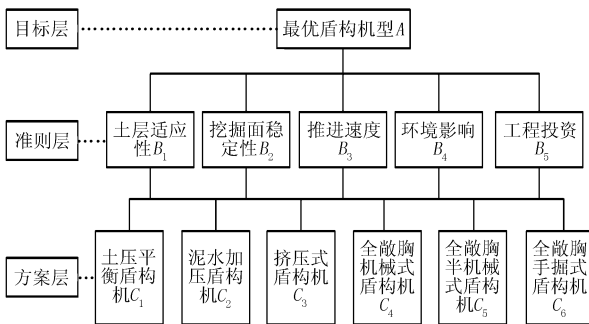 目标层
最优盾构机型A
准则层
土层适应
性B1
挖掘面稳
定性B2
推进速度
B3
环境影响
B4
工程投资
B5
方案层
土压平
衡盾构
机C1
泥水加
压盾构
机C2
挤压式
盾构机
C3
全敞胸
机械式
盾构机
C4
全敞胸
半机械
式盾构
机C5
全敞胸
手掘式
盾构机
C6